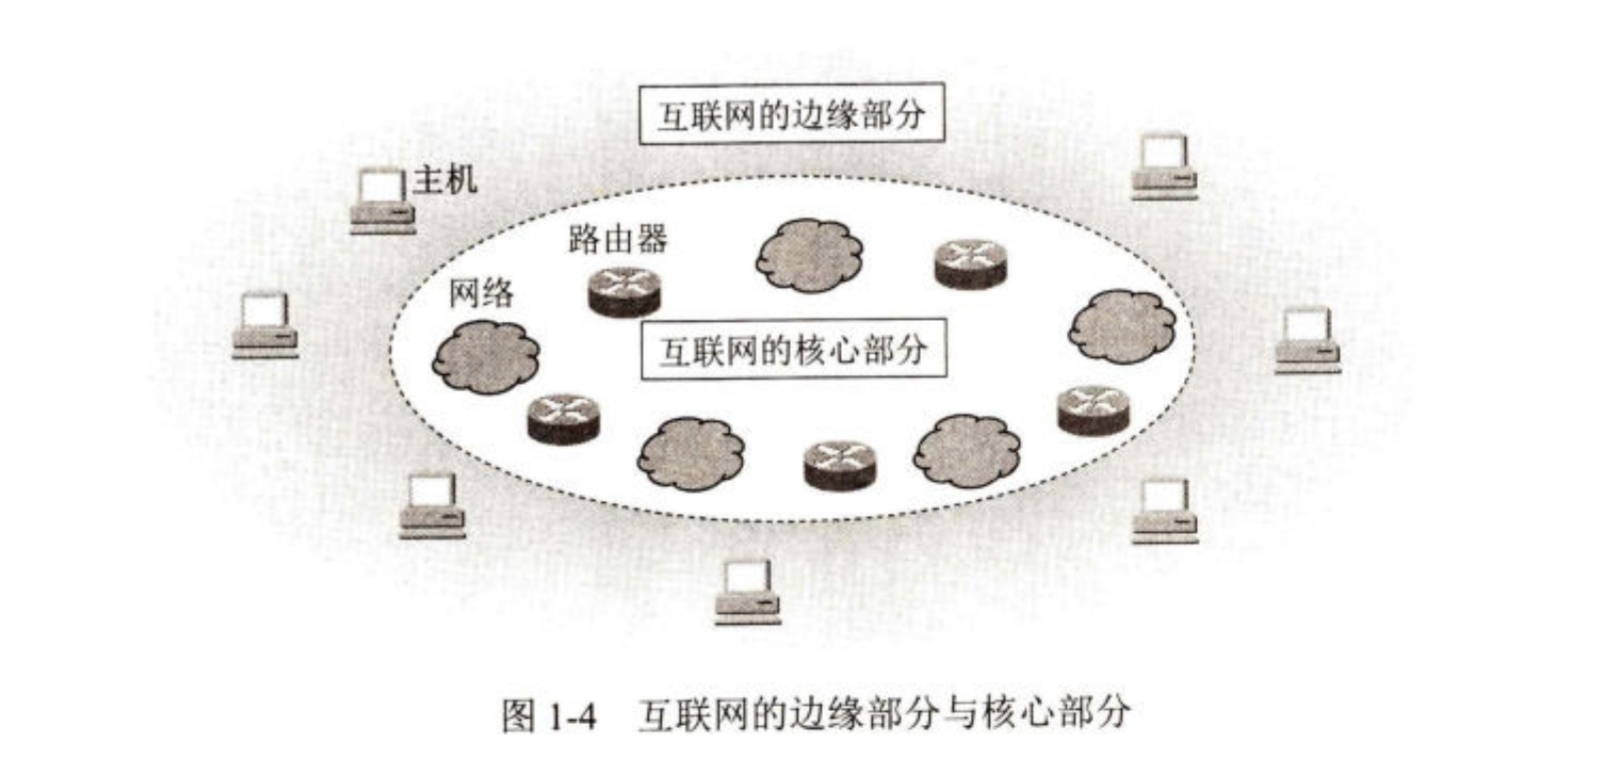 互联网的边缘部分
主机
路由器
网络
互联网的核心部分
图 1-4 互联网的边缘部分与核心部分